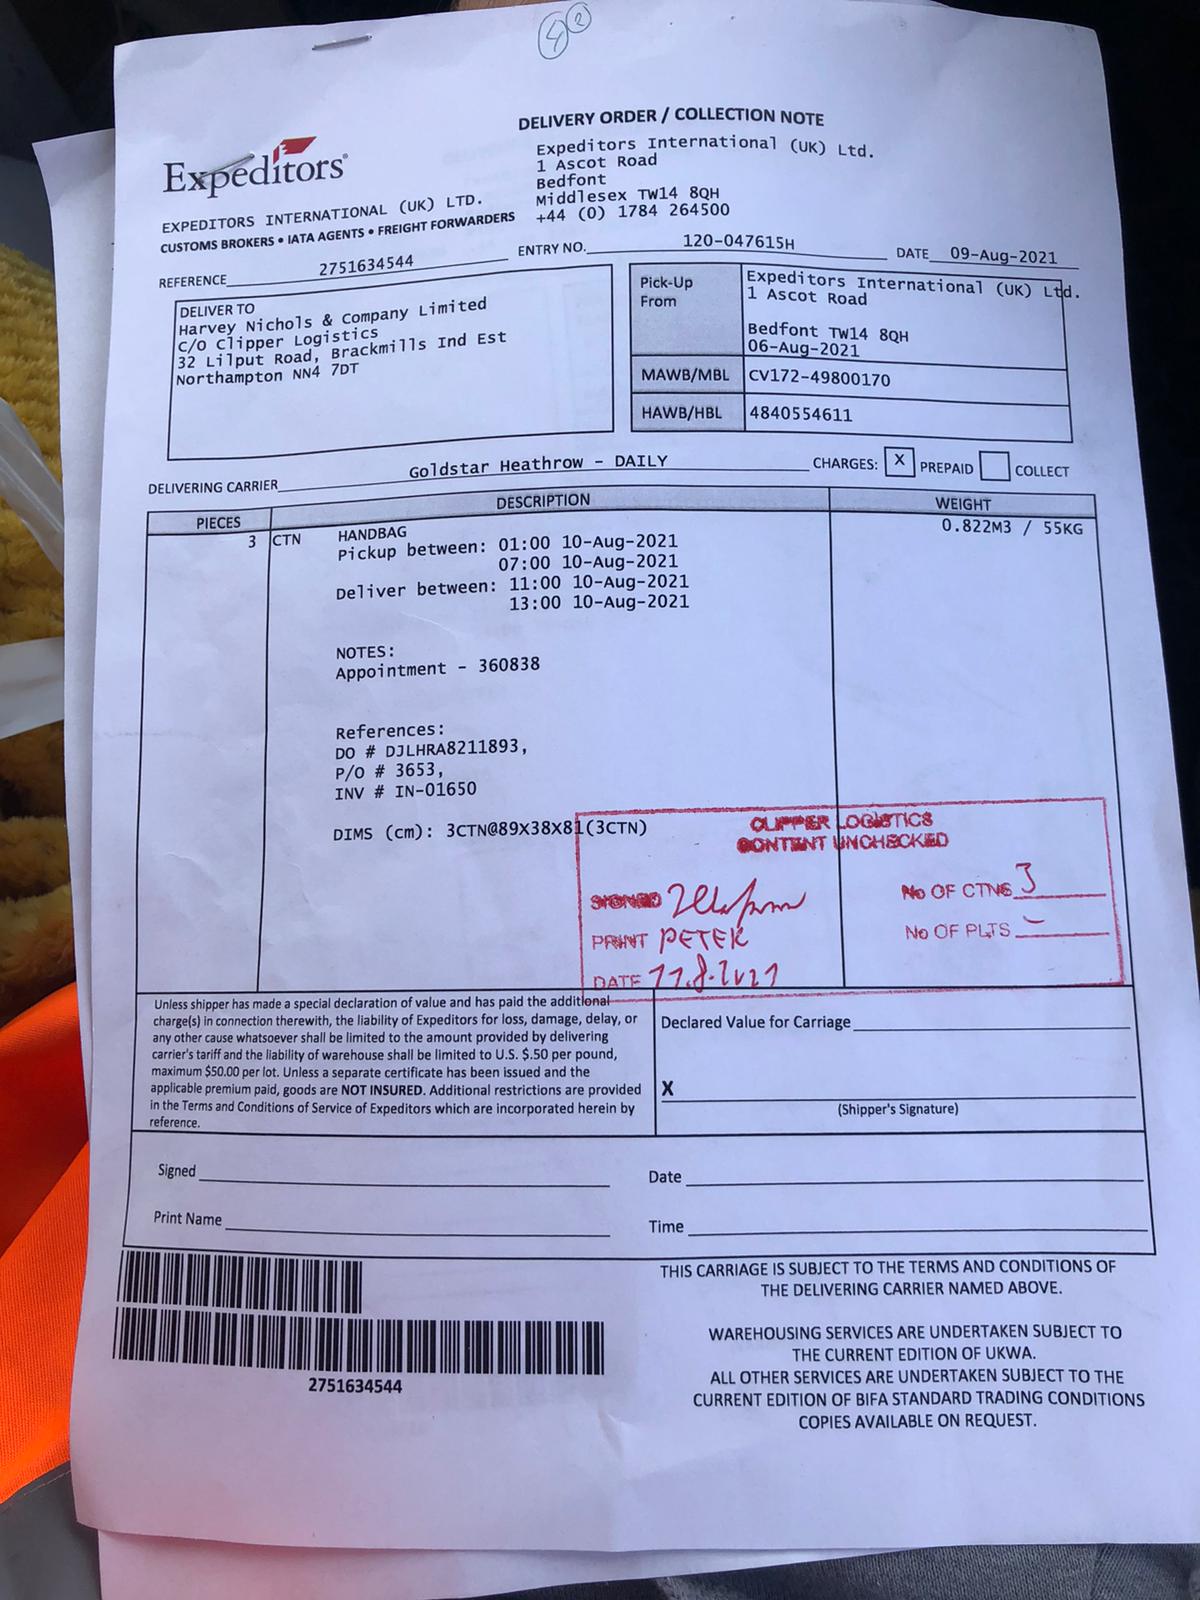 4 2
DELIVERY ORDER / COLLECTION NOTE
Expeditors®
Expeditors International (UK) Ltd.
1 Ascot Road
Bedfont
Middlesex TW14 8QH
+44 (0) 1784 264500
EXPEDITORS INTERNATIONAL (UK) LTD.
CUSTOMS BROKERS • IATA AGENTS • FREIGHT FORWARDERS
REFERENCE 2751634544 ENTRY NO. 120-047615H DATE 09-Aug-2021
DELIVER TO
Harvey Nichols & Company Limited
C/O Clipper Logistics
32 Lilput Road, Brackmills Ind Est
Northampton NN4 7DT
Pick-Up From
Expeditors International (UK) Ltd.
1 Ascot Road
Bedfont TW14 8QH
06-Aug-2021
MAWB/MBL CV172-49800170
HAWB/HBL 4840554611
DELIVERING CARRIER Goldstar Heathrow - DAILY CHARGES: X PREPAID COLLECT
PIECES DESCRIPTION WEIGHT
3 CTN HANDBAG 0.822M3 / 55KG
Pickup between: 01:00 10-Aug-2021
07:00 10-Aug-2021
Deliver between: 11:00 10-Aug-2021
13:00 10-Aug-2021
NOTES:
Appointment - 360838
References:
DO # DJLHRA8211893,
P/O # 3653,
INV # IN-01650
DIMS (cm): 3CTN@89X38X81(3CTN)
CLIPPER LOGISTICS
CONTENT UNCHECKED
SIGNED
No OF CTNS 3
PRINT PETER
No OF PLTS -
DATE 11.8.2021
Unless shipper has made a special declaration of value and has paid the additional
charge(s) in connection therewith, the liability of Expeditors for loss, damage, delay, or
any other cause whatsoever shall be limited to the amount provided by delivering
carrier's tariff and the liability of warehouse shall be limited to U.S. $.50 per pound,
maximum $50.00 per lot. Unless a separate certificate has been issued and the
applicable premium paid, goods are NOT INSURED. Additional restrictions are provided
in the Terms and Conditions of Service of Expeditors which are incorporated herein by
reference.
Declared Value for Carriage
X
(Shipper's Signature)
Signed Date
Print Name Time
2751634544
THIS CARRIAGE IS SUBJECT TO THE TERMS AND CONDITIONS OF
THE DELIVERING CARRIER NAMED ABOVE.
WAREHOUSING SERVICES ARE UNDERTAKEN SUBJECT TO
THE CURRENT EDITION OF UKWA.
ALL OTHER SERVICES ARE UNDERTAKEN SUBJECT TO THE
CURRENT EDITION OF BIFA STANDARD TRADING CONDITIONS
COPIES AVAILABLE ON REQUEST.